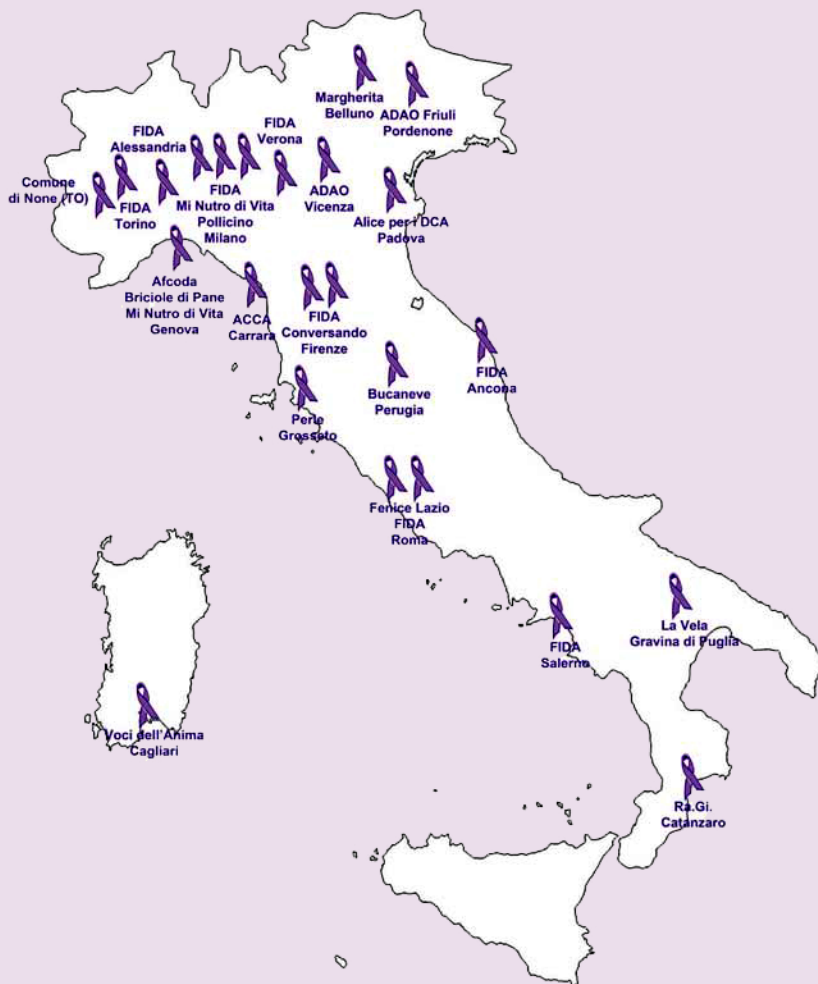 Margherita
Belluno
ADAO Friuli
Pordenone
FIDA
Alessandria
FIDA
Verona
Comune
di None (TO)
FIDA
Torino
FIDA
Mi Nutro di Vita
Pollicino
Milano
ADAO
Vicenza
Alice per i DCA
Padova
Afcoda
Briciole di Pane
Mi Nutro di Vita
Genova
ACCA
Carrara
FIDA
Conversando
Firenze
FIDA
Ancona
Bucaneve
Perugia
Perle
Grosseto
Fenice Lazio
FIDA
Roma
FIDA
Salerno
La Vela
Gravina di Puglia
Voci dell'Anima
Cagliari
Ra.Gi.
Catanzaro